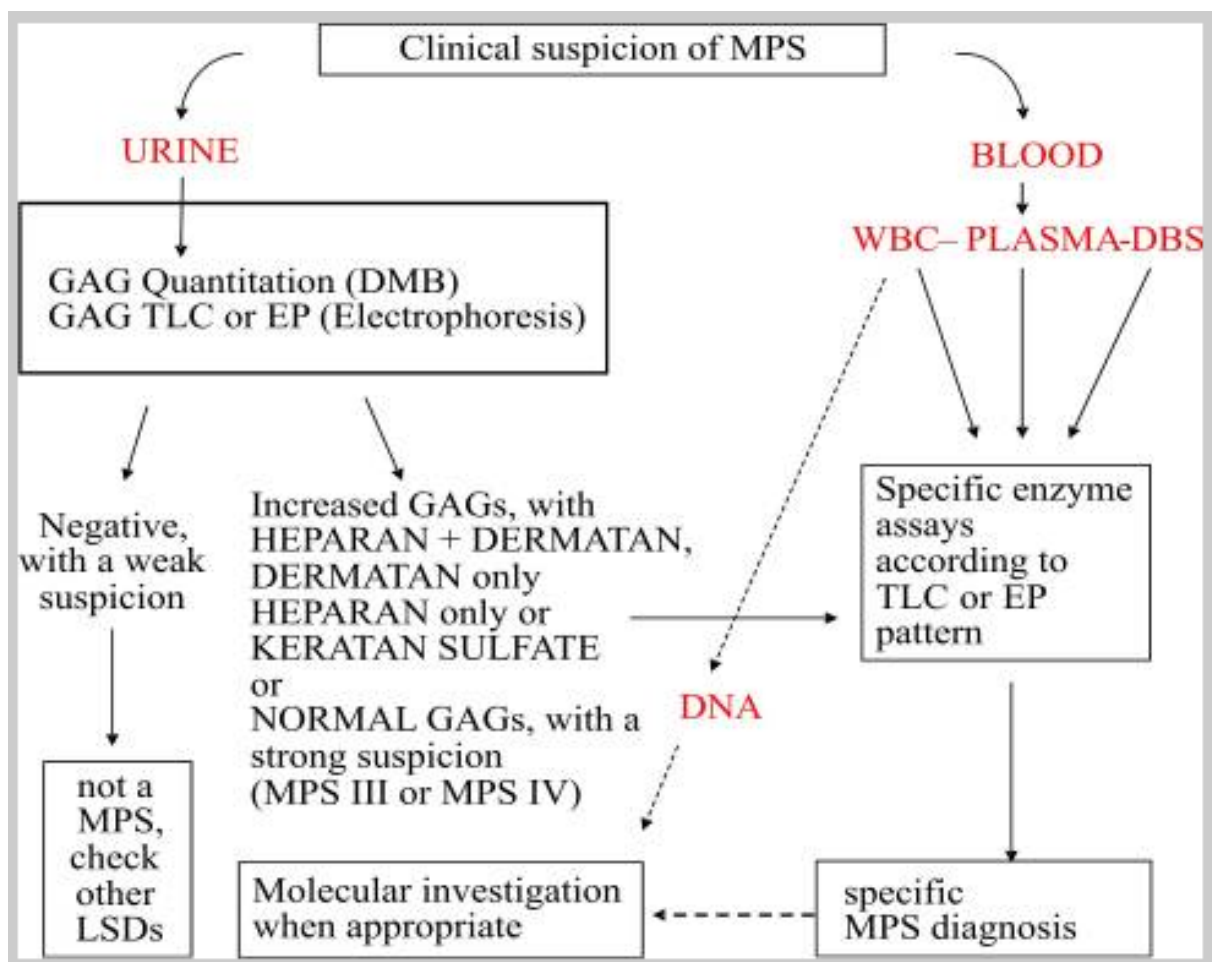 Clinical suspicion of MPS
URINE
BLOOD
WBC– PLASMA-DBS
GAG Quantitation (DMB)
GAG TLC or EP (Electrophoresis)
Negative,
with a weak
suspicion
Increased GAGs, with
HEPARAN + DERMATAN,
DERMATAN only
HEPARAN only or
KERATAN SULFATE
or
NORMAL GAGs, with a
strong suspicion
(MPS III or MPS IV)
Specific enzyme
assays
according to
TLC or EP
pattern
DNA
not a
MPS,
check
other
LSDs
Molecular investigation
when appropriate
specific
MPS diagnosis